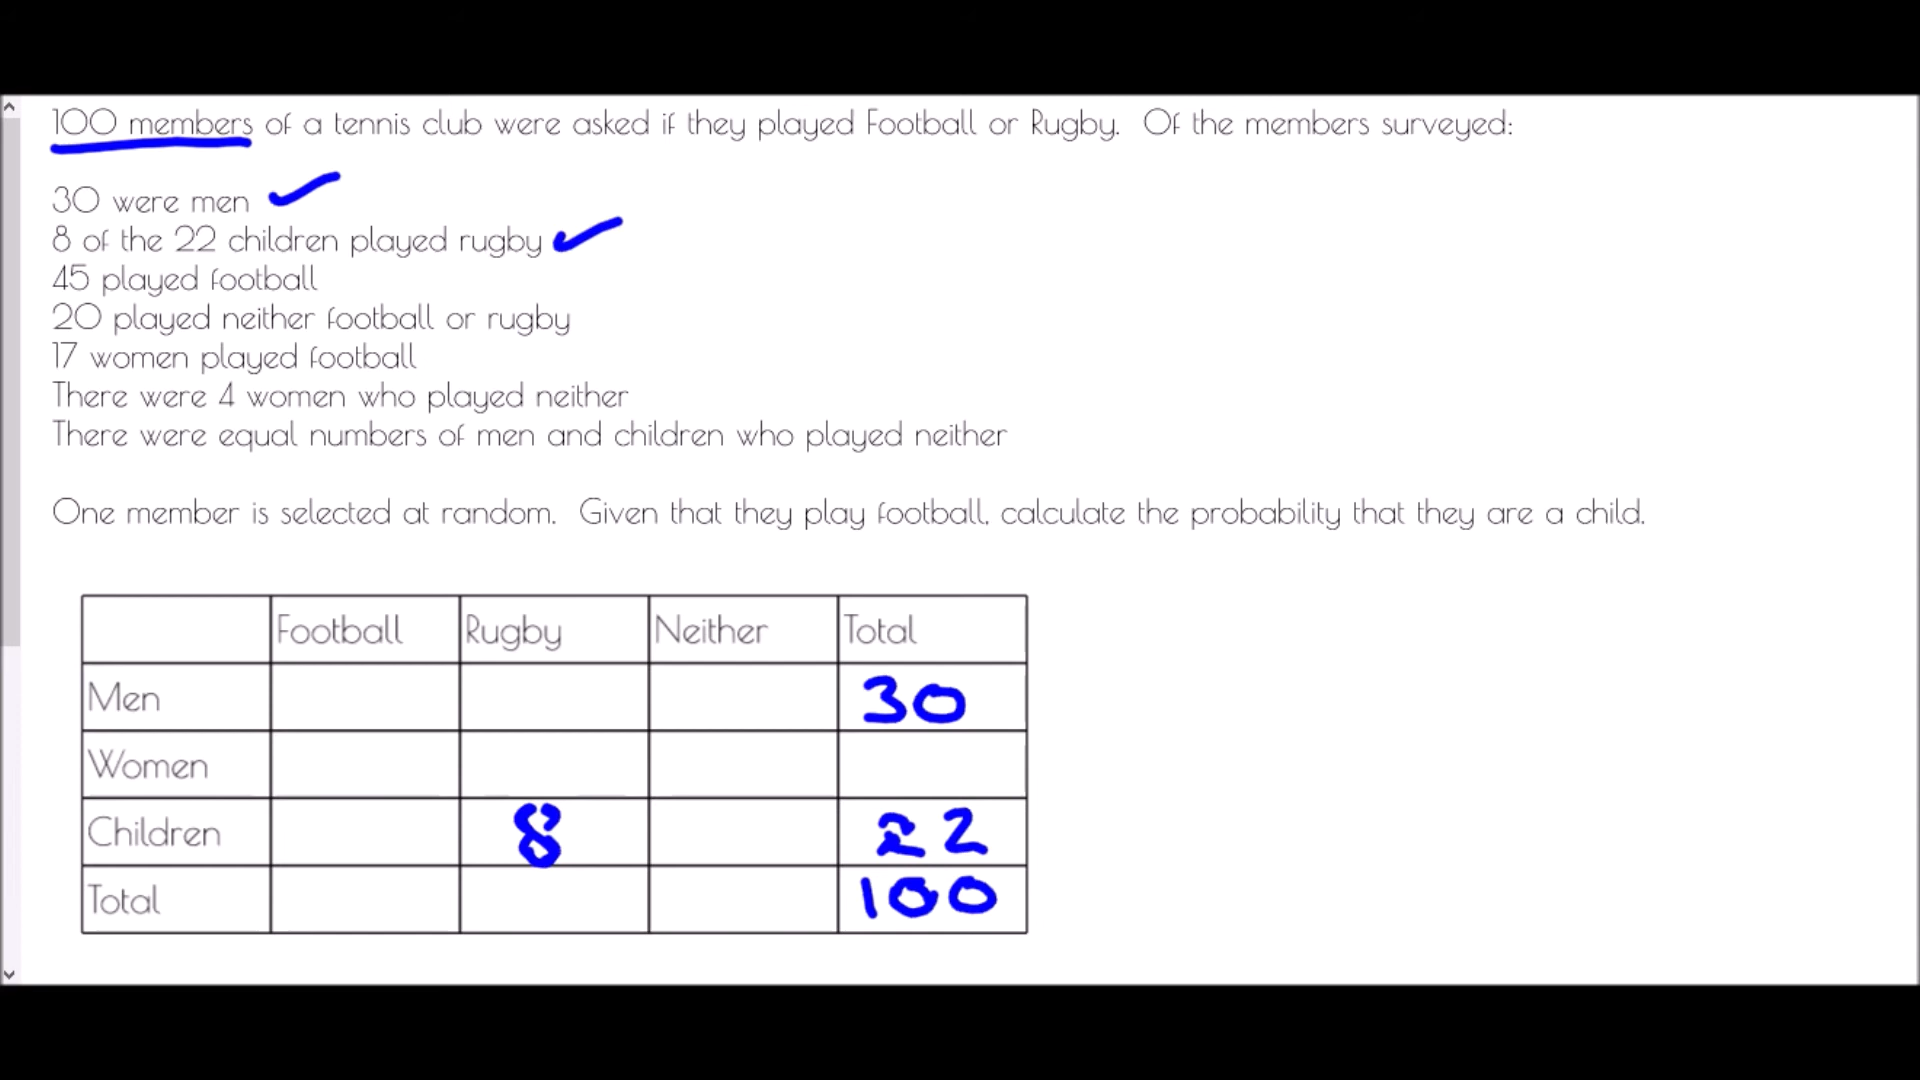 100 members of a tennis club were asked if they played Football or Rugby. Of the members surveyed:
30 were men
8 of the 22 children played rugby
45 played football
20 played neither football or rugby
17 women played football
There were 4 women who played neither
There were equal numbers of men and children who played neither
One member is selected at random. Given that they play football, calculate the probability that they are a child.
Football Rugby Neither Total
Men 30
Women
Children 8 22
Total 100